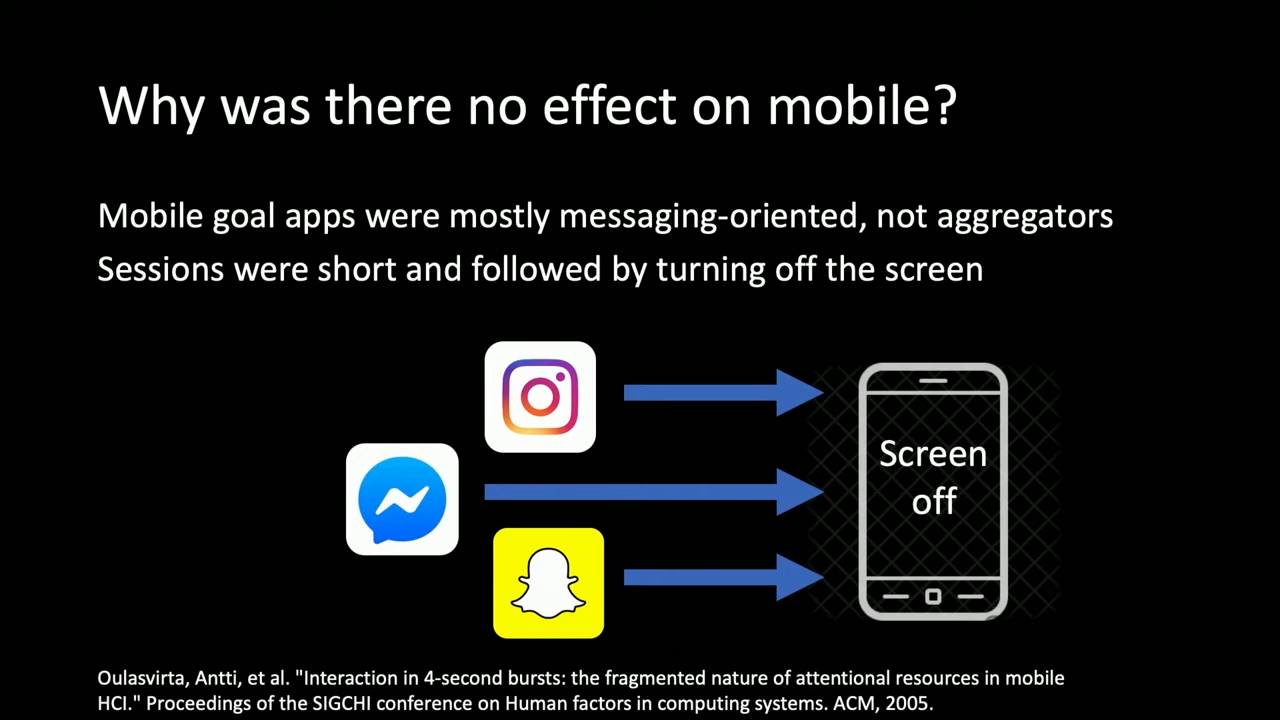 Why was there no effect on mobile?
Mobile goal apps were mostly messaging-oriented, not aggregators
Sessions were short and followed by turning off the screen
Screen
off
Oulasvirta, Antti, et al. "Interaction in 4-second bursts: the fragmented nature of attentional resources in mobile
HCI." Proceedings of the SIGCHI conference on Human factors in computing systems. ACM, 2005.